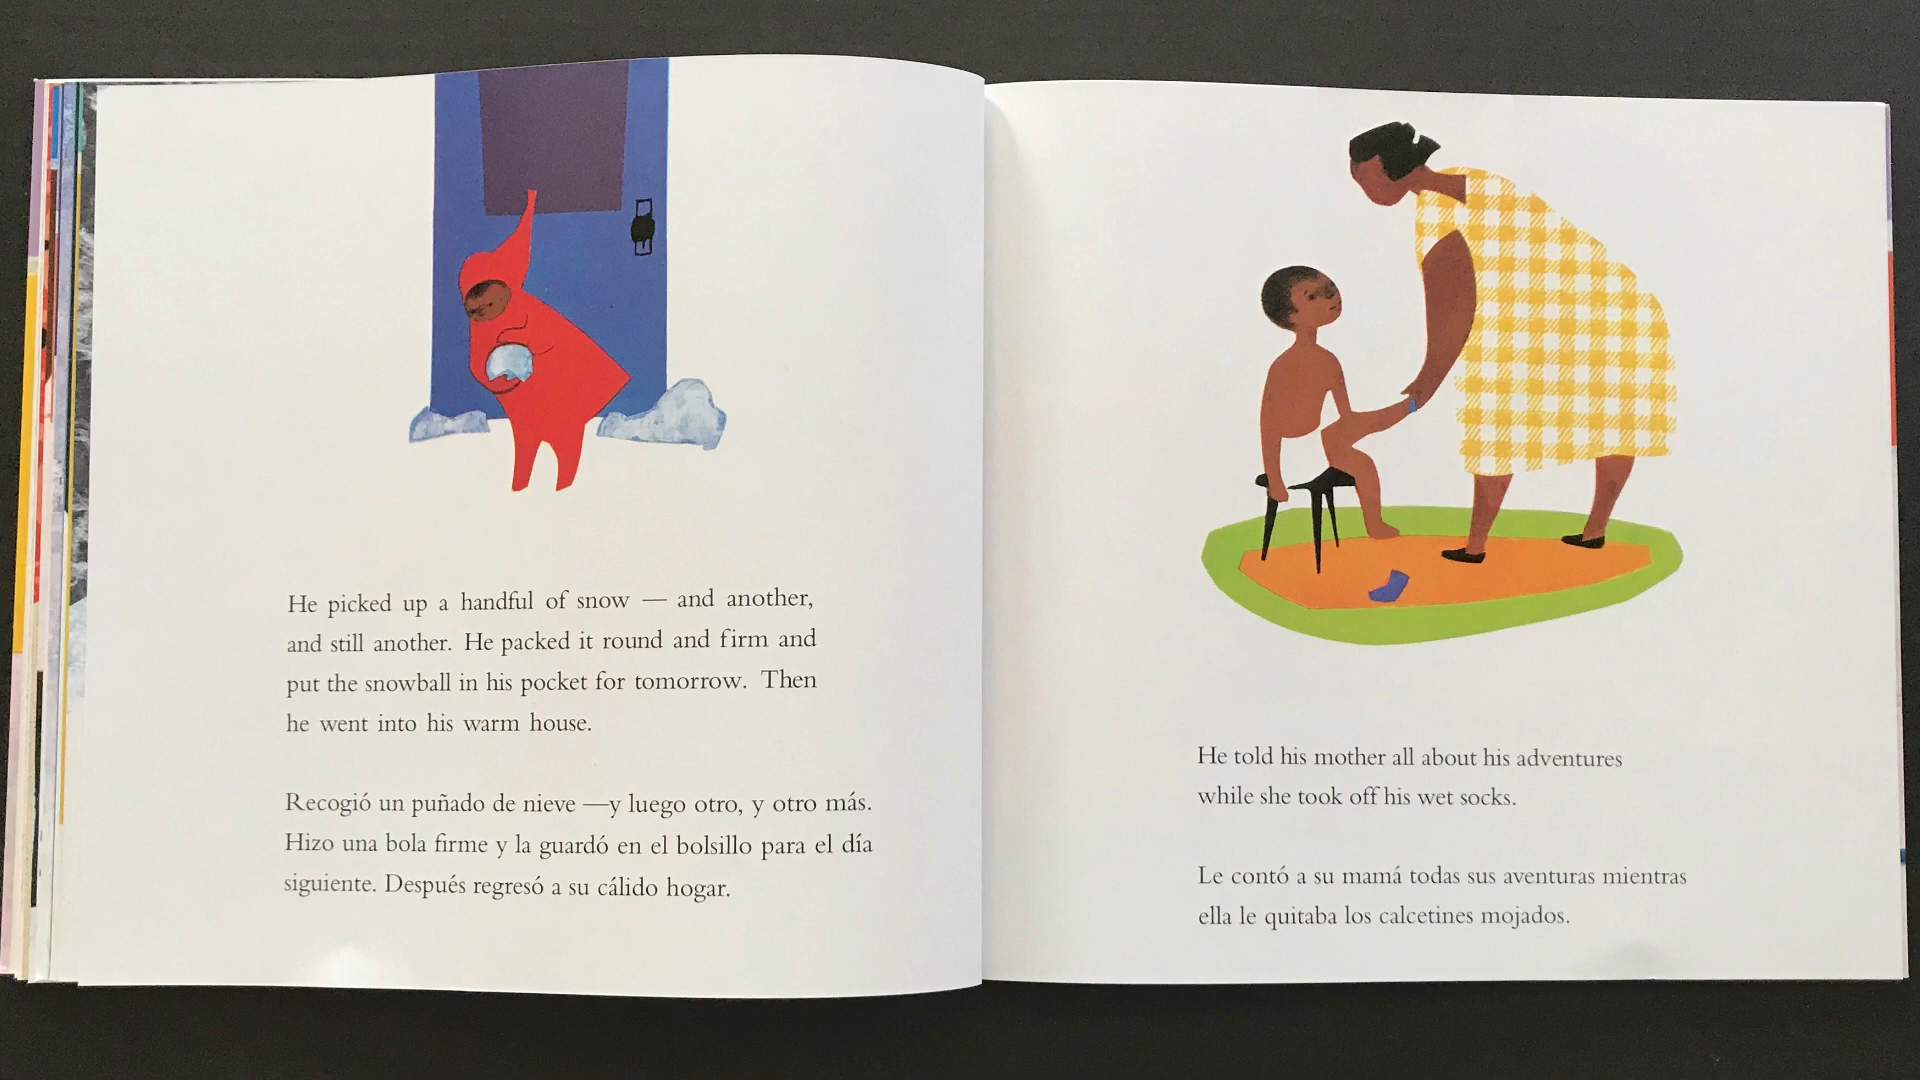 He picked up a handful of snow — and another,
and still another. He packed it round and firm and
put the snowball in his pocket for tomorrow. Then
he went into his warm house.
Recogió un puñado de nieve —y luego otro, y otro más.
Hizo una bola firme y la guardó en el bolsillo para el día
siguiente. Después regresó a su cálido hogar.
He told his mother all about his adventures
while she took off his wet socks.
Le contó a su mamá todas sus aventuras mientras
ella le quitaba los calcetines mojados.